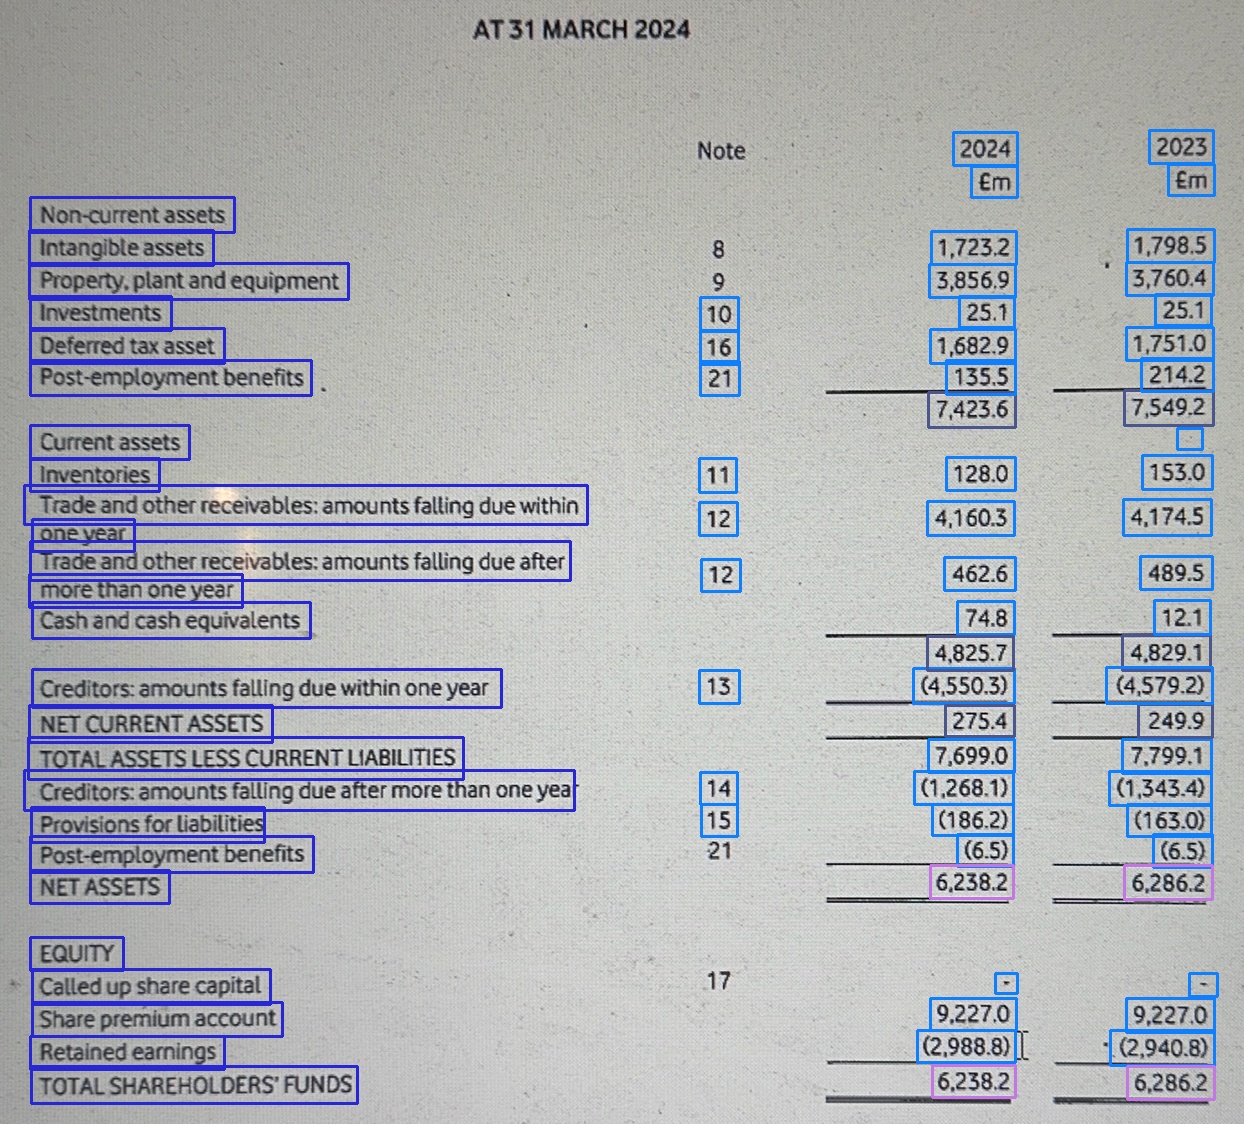 AT 31 MARCH 2024
Note 2024 2023
£m £m
Non-current assets
Intangible assets 8 1,723.2 1,798.5
Property, plant and equipment 9 3,856.9 3,760.4
Investments 10 25.1 25.1
Deferred tax asset 16 1,682.9 1,751.0
Post-employment benefits 21 135.5 214.2
7,423.6 7,549.2
Current assets
Inventories 11 128.0 153.0
Trade and other receivables: amounts falling due within
one year 12 4,160.3 4,174.5
Trade and other receivables: amounts falling due after
more than one year 12 462.6 489.5
Cash and cash equivalents 74.8 12.1
4,825.7 4,829.1
Creditors: amounts falling due within one year 13 (4,550.3) (4,579.2)
NET CURRENT ASSETS 275.4 249.9
TOTAL ASSETS LESS CURRENT LIABILITIES 7,699.0 7,799.1
Creditors: amounts falling due after more than one year 14 (1,268.1) (1,343.4)
Provisions for liabilities 15 (186.2) (163.0)
Post-employment benefits 21 (6.5) (6.5)
NET ASSETS 6,238.2 6,286.2
EQUITY
Called up share capital 17 - -
Share premium account 9,227.0 9,227.0
Retained earnings (2,988.8) (2,940.8)
TOTAL SHAREHOLDERS' FUNDS 6,238.2 6,286.2